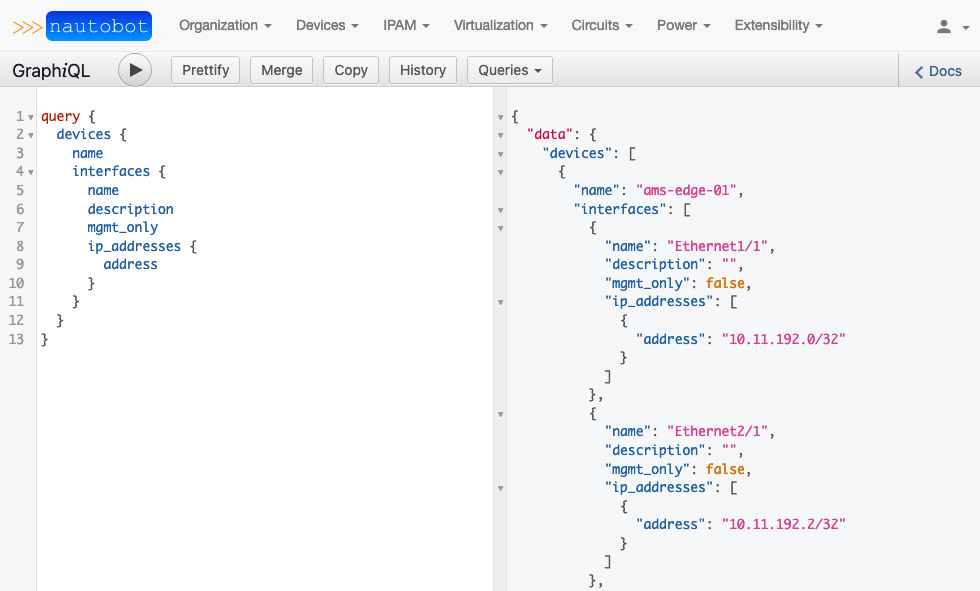 >>> nautobot Organization Devices IPAM Virtualization Circuits Power Extensibility
GraphiQL Prettify Merge Copy History Queries Docs
1 query {
2 devices {
3 name
4 interfaces {
5 name
6 description
7 mgmt_only
8 ip_addresses {
9 address
10 }
11 }
12 }
13 }
{
"data": {
"devices": [
{
"name": "ams-edge-01",
"interfaces": [
{
"name": "Ethernet1/1",
"description": "",
"mgmt_only": false,
"ip_addresses": [
{
"address": "10.11.192.0/32"
}
]
},
{
"name": "Ethernet2/1",
"description": "",
"mgmt_only": false,
"ip_addresses": [
{
"address": "10.11.192.2/32"
}
]
},